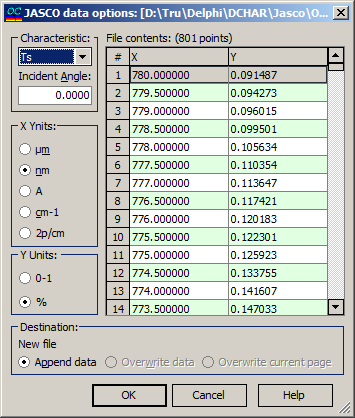 OC JASCO data options: [D:\Tru\Delphi\DCHAR\Jasco\O...
Characteristic:
Ts
Incident Angle:
0.0000
X Ynits:
µm
nm
A
cm-1
2p/cm
Y Units:
0-1
%
File contents: (801 points)
# X Y
1 780.000000 0.091487
2 779.500000 0.094273
3 779.000000 0.096015
4 778.500000 0.099501
5 778.000000 0.105634
6 777.500000 0.110354
7 777.000000 0.113647
8 776.500000 0.117421
9 776.000000 0.120183
10 775.500000 0.122301
11 775.000000 0.125923
12 774.500000 0.133755
13 774.000000 0.141607
14 773.500000 0.147033
Destination:
New file
Append data Overwrite data Overwrite current page
OK Cancel Help